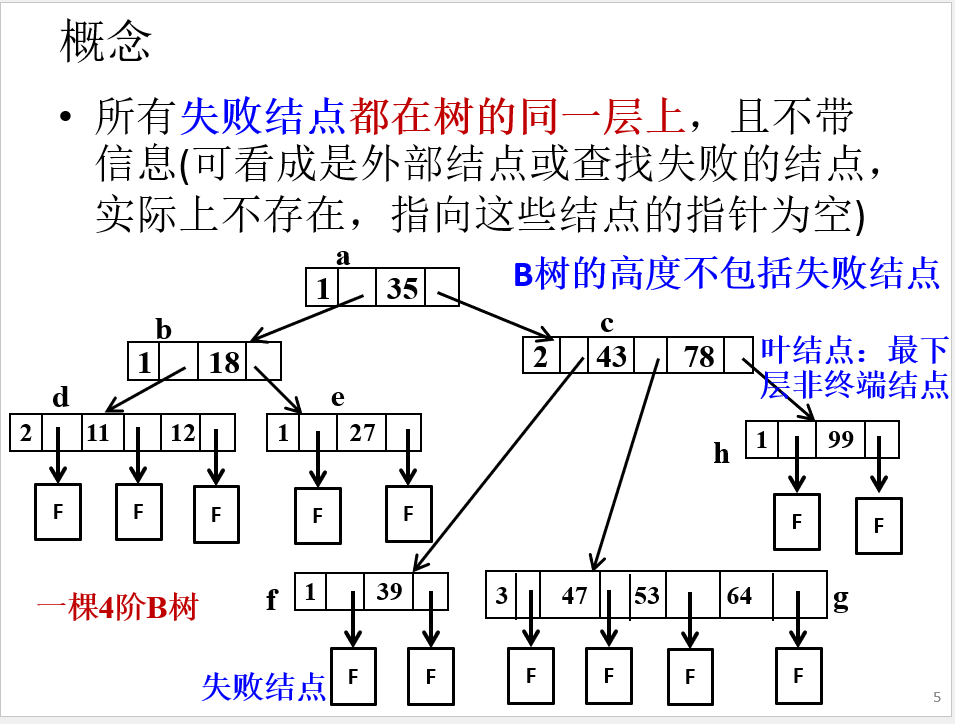 概念
• 所有失败结点都在树的同一层上，且不带
信息(可看成是外部结点或查找失败的结点，
实际上不存在，指向这些结点的指针为空)
a
B树的高度不包括失败结点
1 35
b
c
1 18
2 43 78
叶结点：最下
层非终端结点
d
e
2 11 12
1 27
h
1 99
F F F F F
F F
一棵4阶B树
f
1 39
3 47 53 64
g
失败结点
F F F F F F
5